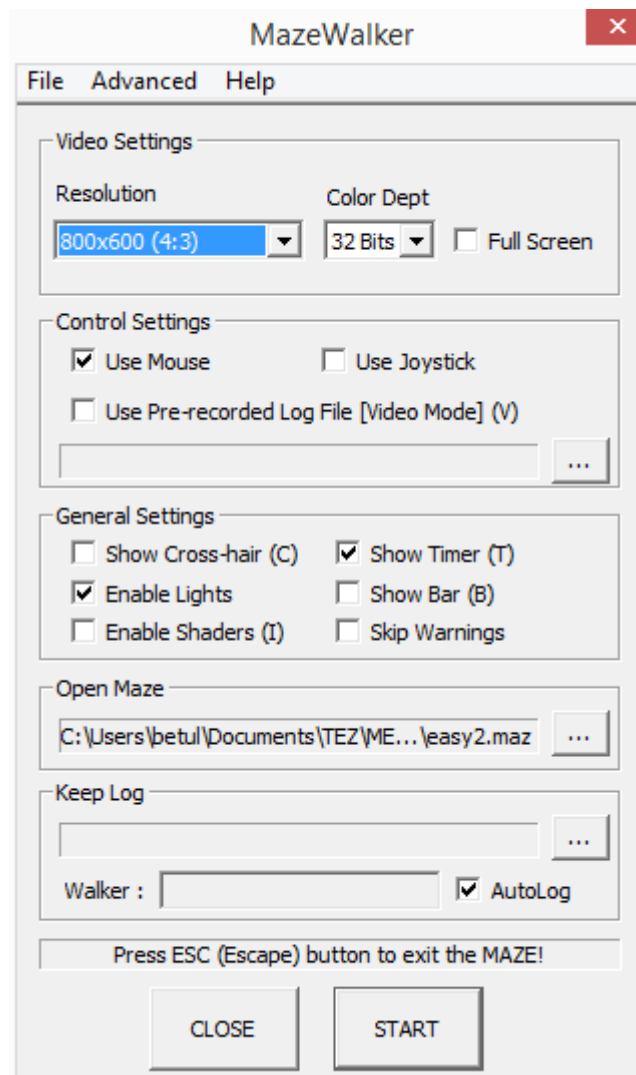 MazeWalker
File Advanced Help
Video Settings
Resolution Color Dept
800x600 (4:3) 32 Bits Full Screen
Control Settings
Use Mouse Use Joystick
Use Pre-recorded Log File [Video Mode] (V)
...
General Settings
Show Cross-hair (C) Show Timer (T)
Enable Lights Show Bar (B)
Enable Shaders (I) Skip Warnings
Open Maze
C:\Users\betul\Documents\TEZ\ME...\easy2.maz ...
Keep Log
...
Walker : AutoLog
Press ESC (Escape) button to exit the MAZE!
CLOSE START